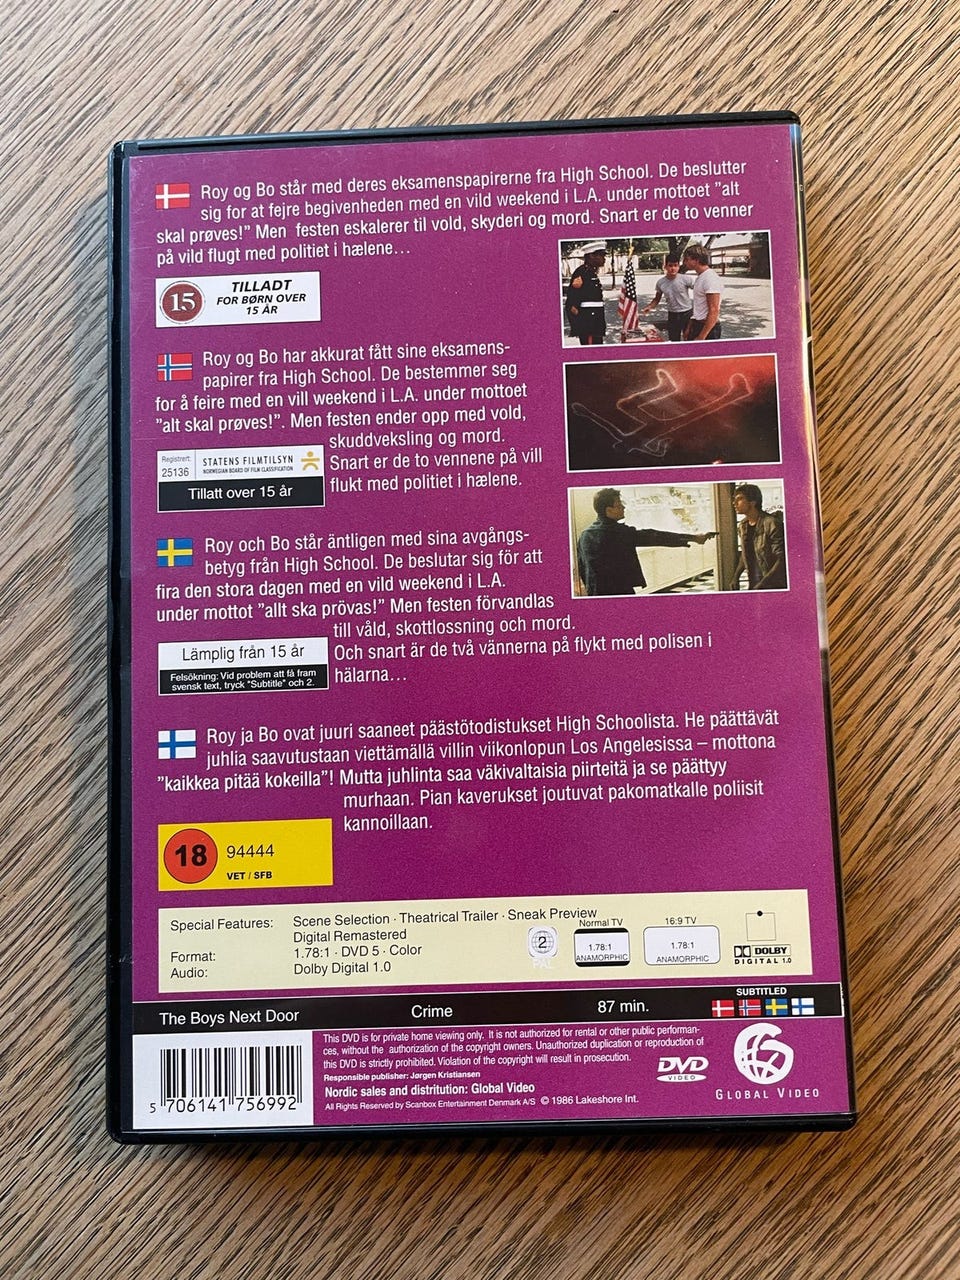 Roy og Bo står med deres eksamenspapirerne fra High School. De beslutter
sig for at fejre begivenheden med en vild weekend i L.A. under mottoet "alt
skal prøves!" Men festen eskalerer til vold, skyderi og mord. Snart er de to venner
på vild flugt med politiet i hælene...
15
TILLADT
FOR BØRN OVER
15 ÅR
Roy og Bo har akkurat fått sine eksamens-
papirer fra High School. De bestemmer seg
for å feire med en vill weekend i L.A. under mottoet
"alt skal prøves!". Men festen ender opp med vold,
skuddveksling og mord.
Snart er de to vennene på vill
flukt med politiet i hælene.
Registrert:
25136
STATENS FILMTILSYN
NORWEGIAN BOARD OF FILM CLASSIFICATION
Tillatt over 15 år
Roy och Bo står äntligen med sina avgångs-
betyg från High School. De beslutar sig för att
fira den stora dagen med en vild weekend i L.A.
under mottot "allt ska prövas!" Men festen förvandlas
till våld, skottlossning och mord.
Och snart är de två vännerna på flykt med polisen i
hälarna...
Lämplig från 15 år
Felsökning: Vid problem att få fram
svensk text, tryck "Subtitle" och 2.
Roy ja Bo ovat juuri saaneet päästötodistukset High Schoolista. He päättävät
juhlia saavutustaan viettämällä villin viikonlopun Los Angelesissa – mottona
"kaikkea pitää kokeilla"! Mutta juhlinta saa väkivaltaisia piirteitä ja se päättyy
murhaan. Pian kaverukset joutuvat pakomatkalle poliisit
kannoillaan.
18
94444
VET / SFB
Special Features: Scene Selection · Theatrical Trailer · Sneak Preview
Digital Remastered
Format: 1.78:1 · DVD 5 · Color
Audio: Dolby Digital 1.0
2
PAL
Normal TV
1.78:1
ANAMORPHIC
16:9 TV
1.78:1
ANAMORPHIC
DOLBY
DIGITAL 1.0
The Boys Next Door
Crime
87 min.
SUBTITLED
5 706141 756992
This DVD is for private home viewing only. It is not authorized for rental or other public performan-
ces, without the authorization of the copyright owners. Unauthorized duplication or reproduction of
this DVD is strictly prohibited. Violation of the copyright will result in prosecution.
Responsible publisher: Jørgen Kristiansen
Nordic sales and distribution: Global Video
All Rights Reserved by Scanbox Entertainment Denmark A/S © 1986 Lakeshore Int.
DVD
VIDEO
GLOBAL VIDEO